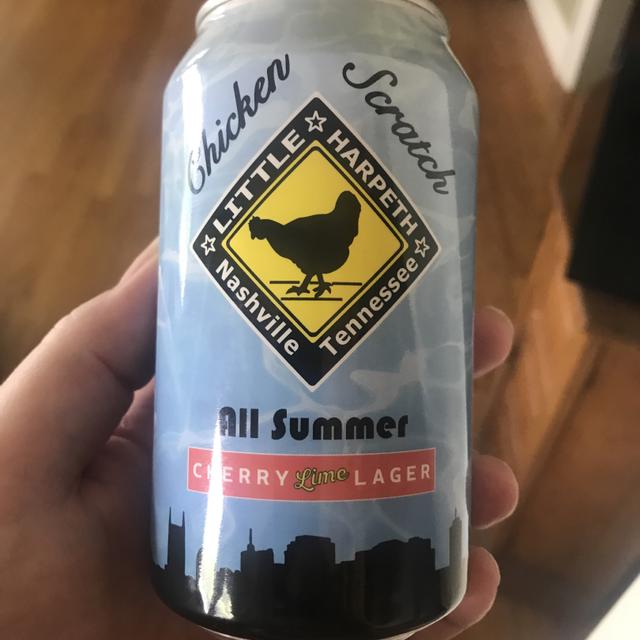 Chicken Scratch
LITTLE HARPETH
Nashville Tennessee
All Summer
CHERRY Lime LAGER